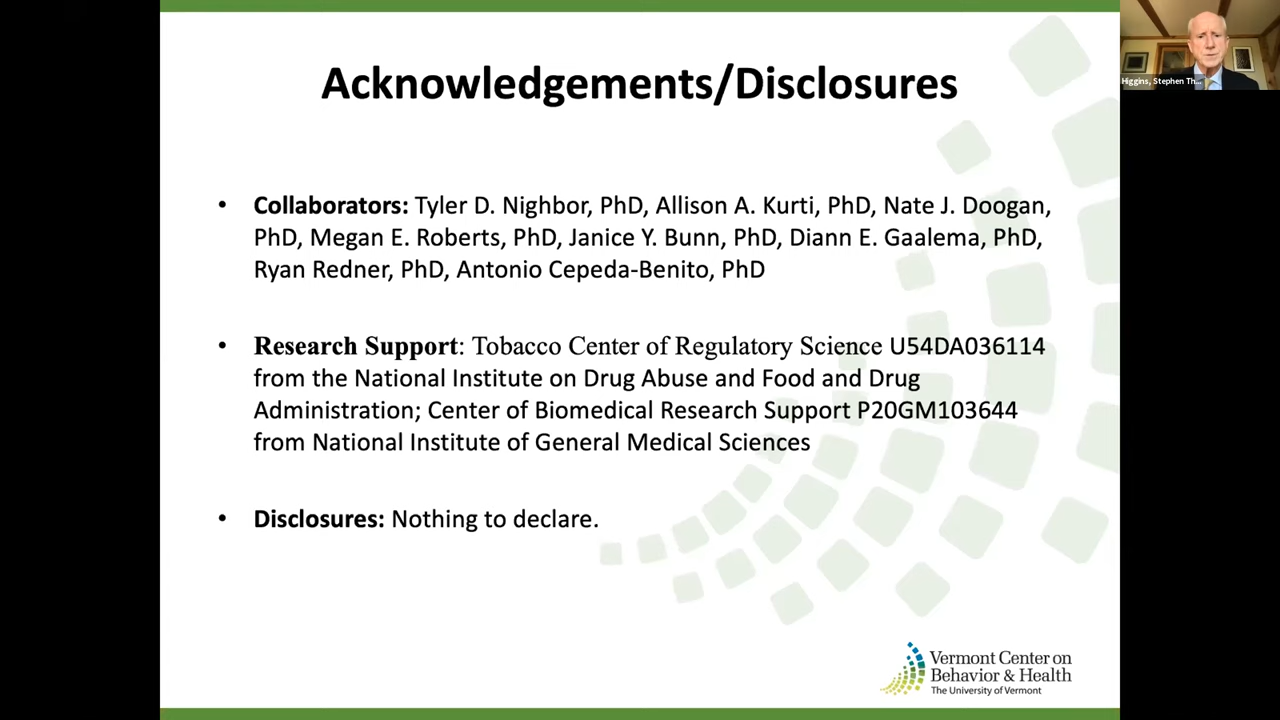 Acknowledgements/Disclosures
Higgins, Stephen Th...
• Collaborators: Tyler D. Nighbor, PhD, Allison A. Kurti, PhD, Nate J. Doogan,
PhD, Megan E. Roberts, PhD, Janice Y. Bunn, PhD, Diann E. Gaalema, PhD,
Ryan Redner, PhD, Antonio Cepeda-Benito, PhD
• Research Support: Tobacco Center of Regulatory Science U54DA036114
from the National Institute on Drug Abuse and Food and Drug
Administration; Center of Biomedical Research Support P20GM103644
from National Institute of General Medical Sciences
• Disclosures: Nothing to declare.
Vermont Center on
Behavior & Health
The University of Vermont